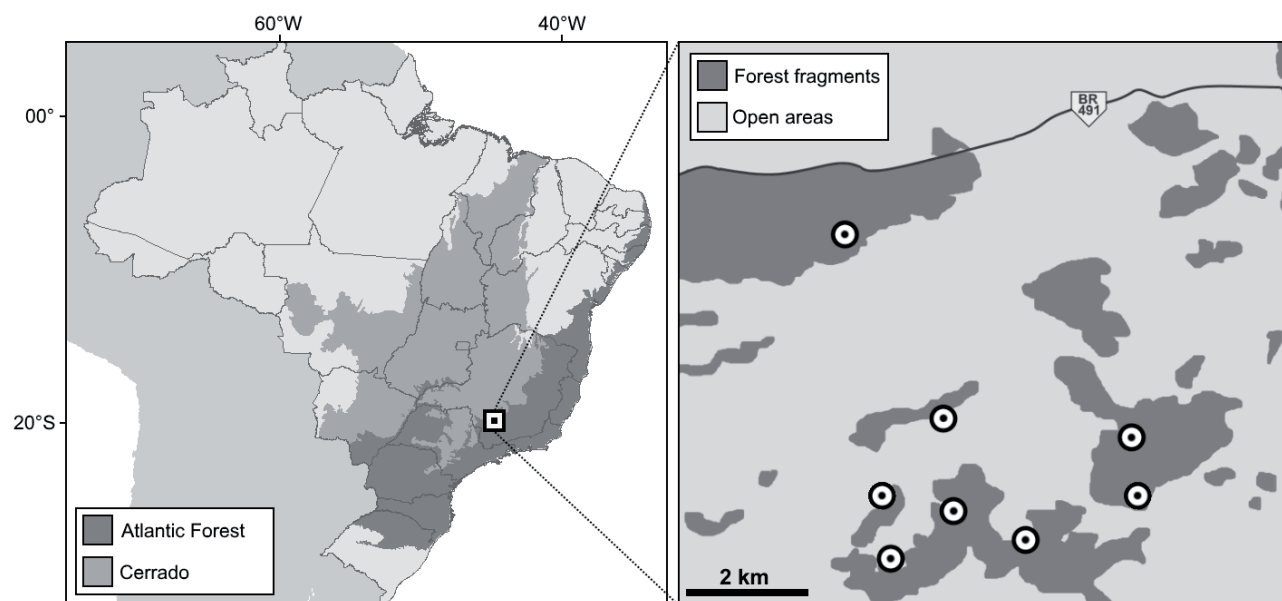 60°W
40°W
00°
20°S
Atlantic Forest
Cerrado
Forest fragments
Open areas
BR
491
2 km